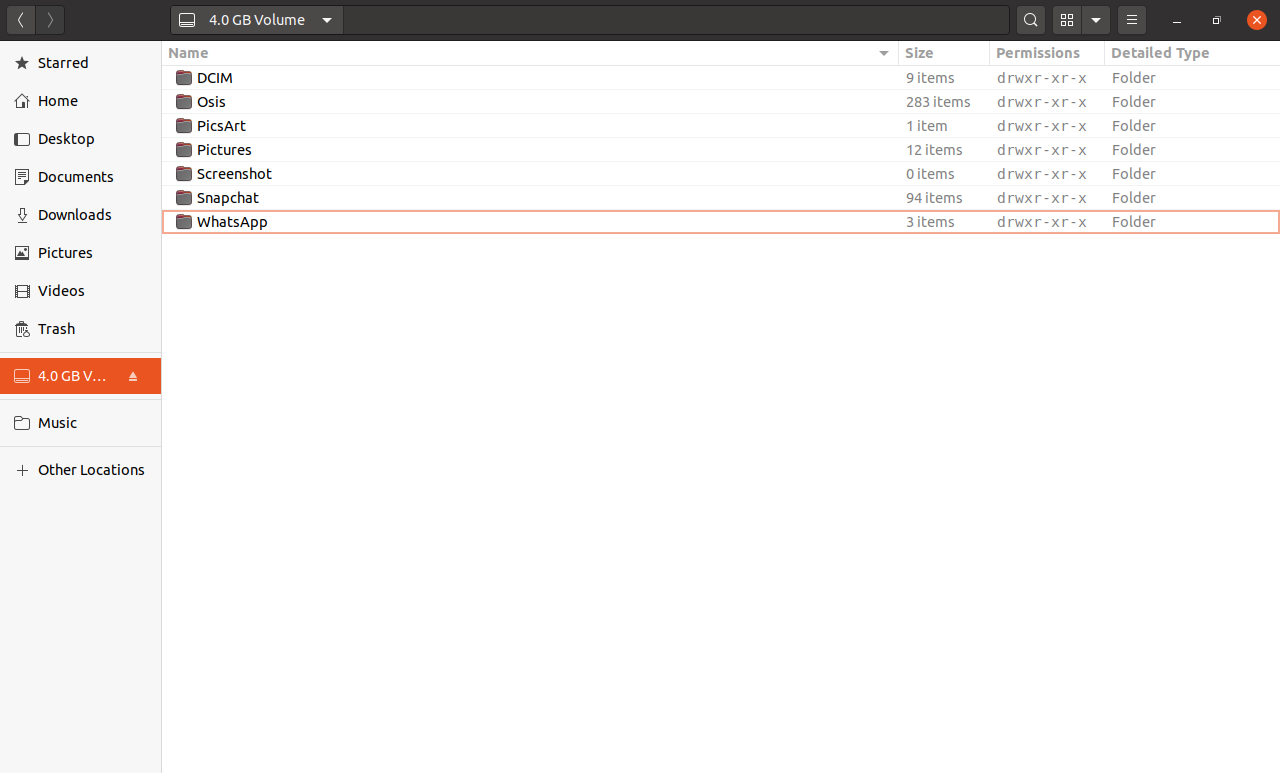 4.0 GB Volume
Starred
Home
Desktop
Documents
Downloads
Pictures
Videos
Trash
4.0 GB V...
Music
Other Locations
Name Size Permissions Detailed Type
DCIM 9 items drwxr-xr-x Folder
Osis 283 items drwxr-xr-x Folder
PicsArt 1 item drwxr-xr-x Folder
Pictures 12 items drwxr-xr-x Folder
Screenshot 0 items drwxr-xr-x Folder
Snapchat 94 items drwxr-xr-x Folder
WhatsApp 3 items drwxr-xr-x Folder